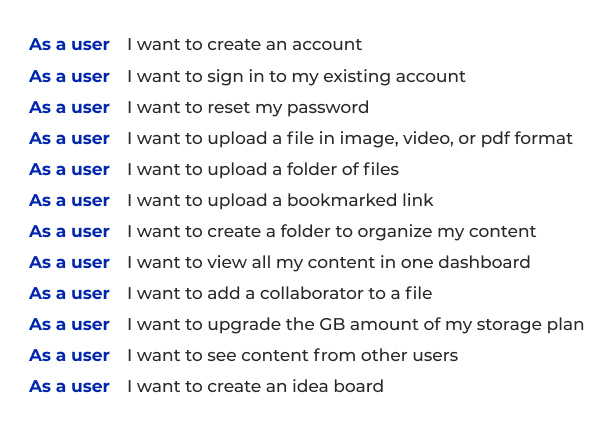 As a user I want to create an account
As a user I want to sign in to my existing account
As a user I want to reset my password
As a user I want to upload a file in image, video, or pdf format
As a user I want to upload a folder of files
As a user I want to upload a bookmarked link
As a user I want to create a folder to organize my content
As a user I want to view all my content in one dashboard
As a user I want to add a collaborator to a file
As a user I want to upgrade the GB amount of my storage plan
As a user I want to see content from other users
As a user I want to create an idea board